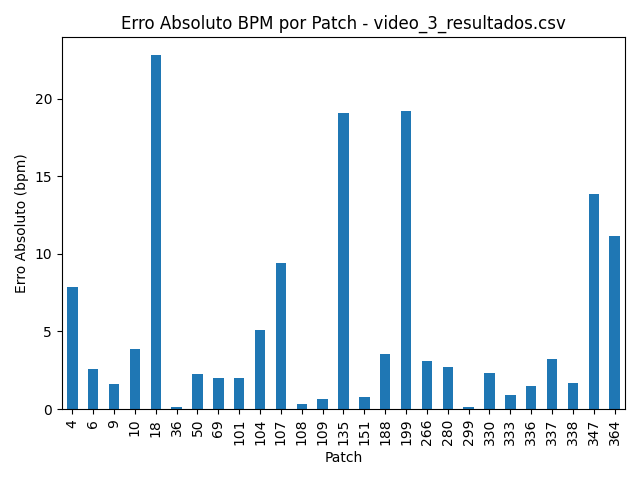 Erro Absoluto BPM por Patch - video_3_resultados.csv
Erro Absoluto (bpm)
20
15
10
5
0
4 6 9 10 18 36 50 69 101 104 107 108 109 135 151 188 199 266 280 299 330 333 336 337 338 347 364
Patch